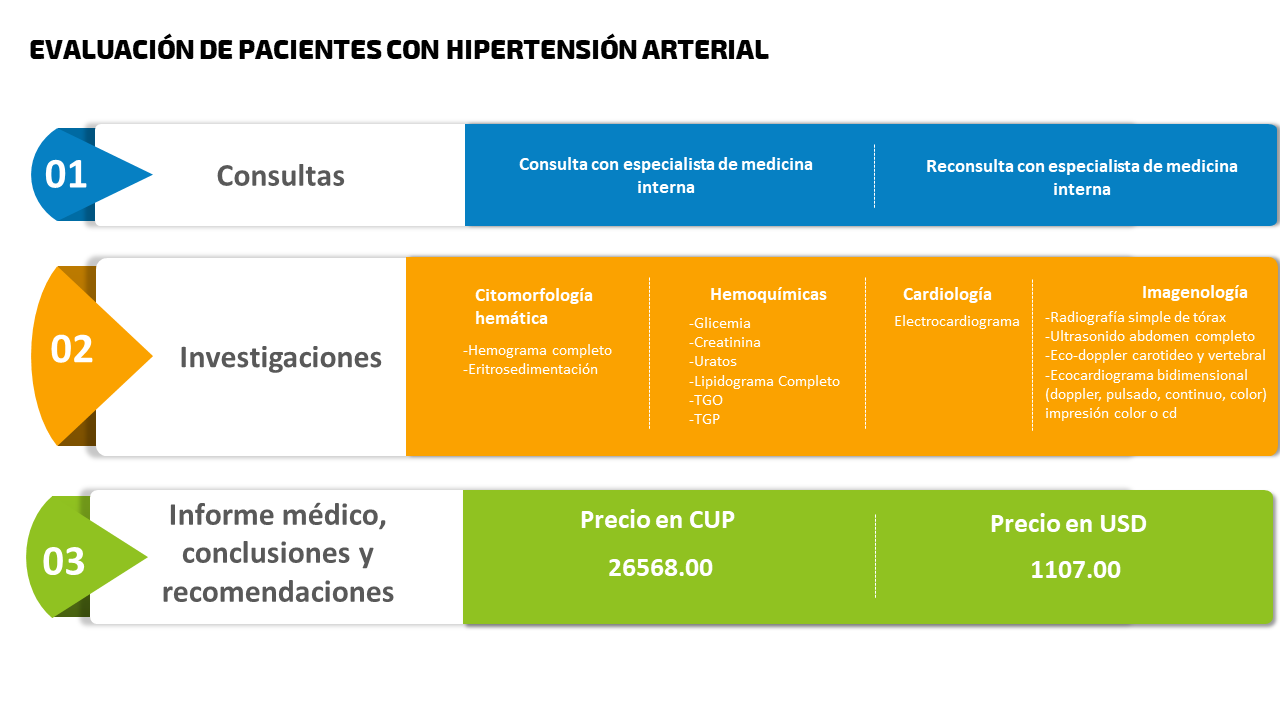 EVALUACIÓN DE PACIENTES CON HIPERTENSIÓN ARTERIAL
01
Consultas
Consulta con especialista de medicina
interna
Reconsulta con especialista de medicina
interna
02
Investigaciones
Citomorfología
hemática
-Hemograma completo
-Eritrosedimentación
Hemoquímicas
-Glicemia
-Creatinina
-Uratos
-Lipidograma Completo
-TGO
-TGP
Cardiología
Electrocardiograma
Imagenología
-Radiografía simple de tórax
-Ultrasonido abdomen completo
-Eco-doppler carotideo y vertebral
-Ecocardiograma bidimensional
(doppler, pulsado, continuo, color)
impresión color o cd
03
Informe médico,
conclusiones y
recomendaciones
Precio en CUP
26568.00
Precio en USD
1107.00